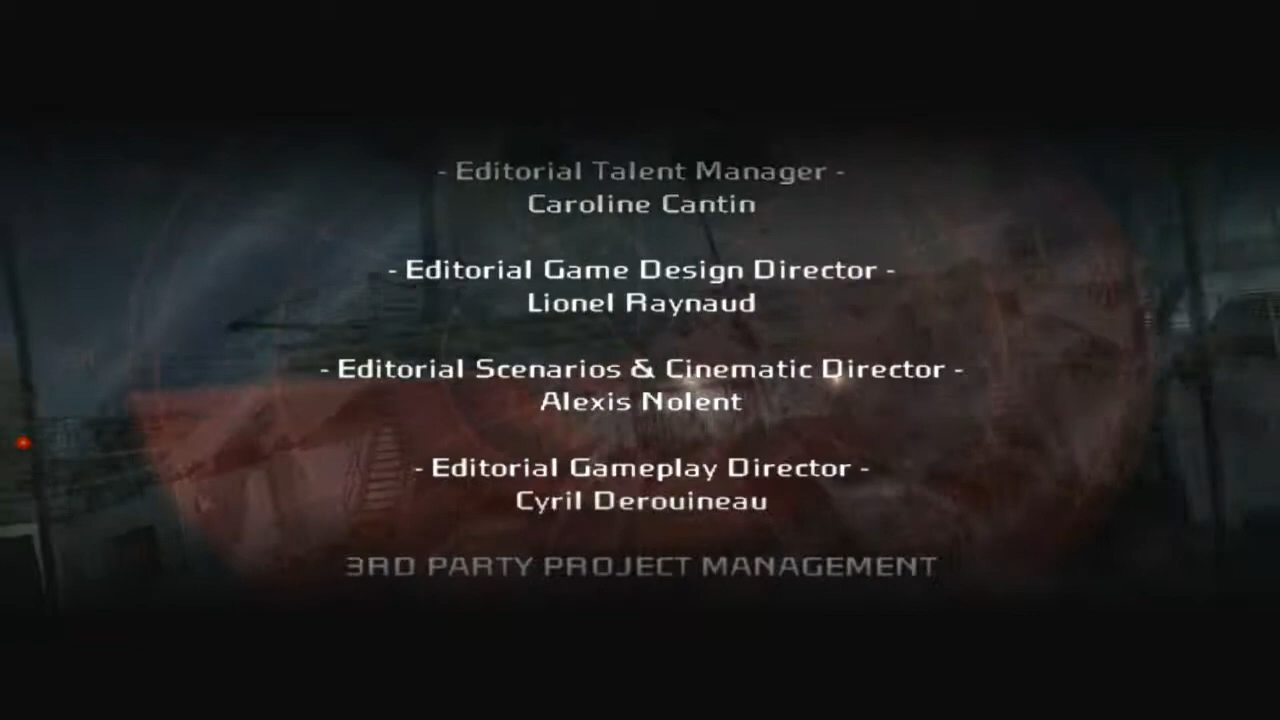 - Editorial Talent Manager -
Caroline Cantin
- Editorial Game Design Director -
Lionel Raynaud
- Editorial Scenarios & Cinematic Director -
Alexis Nolent
- Editorial Gameplay Director -
Cyril Derouineau
3RD PARTY PROJECT MANAGEMENT